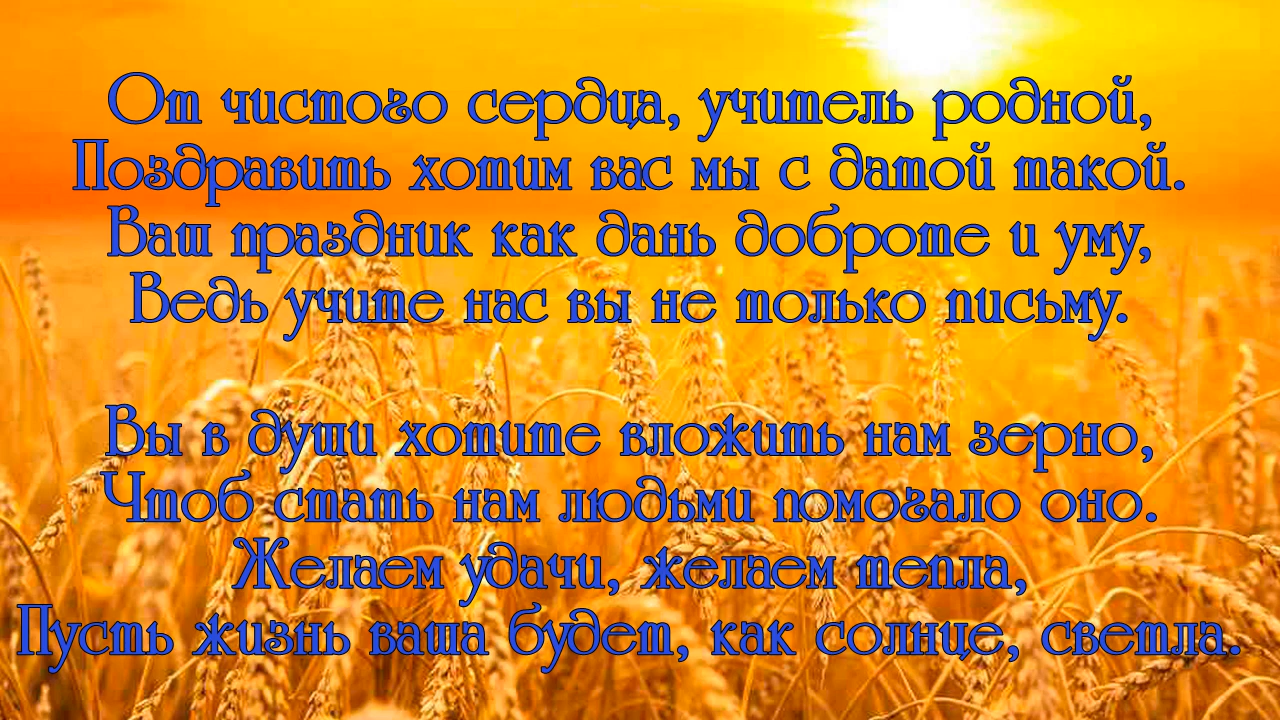 От чистого сердца, учитель родной,
Поздравить хотим вас мы с датой такой.
Ваш праздник как дань доброте и уму,
Ведь учите нас вы не только письму.
Вы в души хотите вложить нам зерно,
Чтоб стать нам людьми помогало оно.
Желаем удачи, желаем тепла,
Пусть жизнь ваша будет, как солнце, светла.